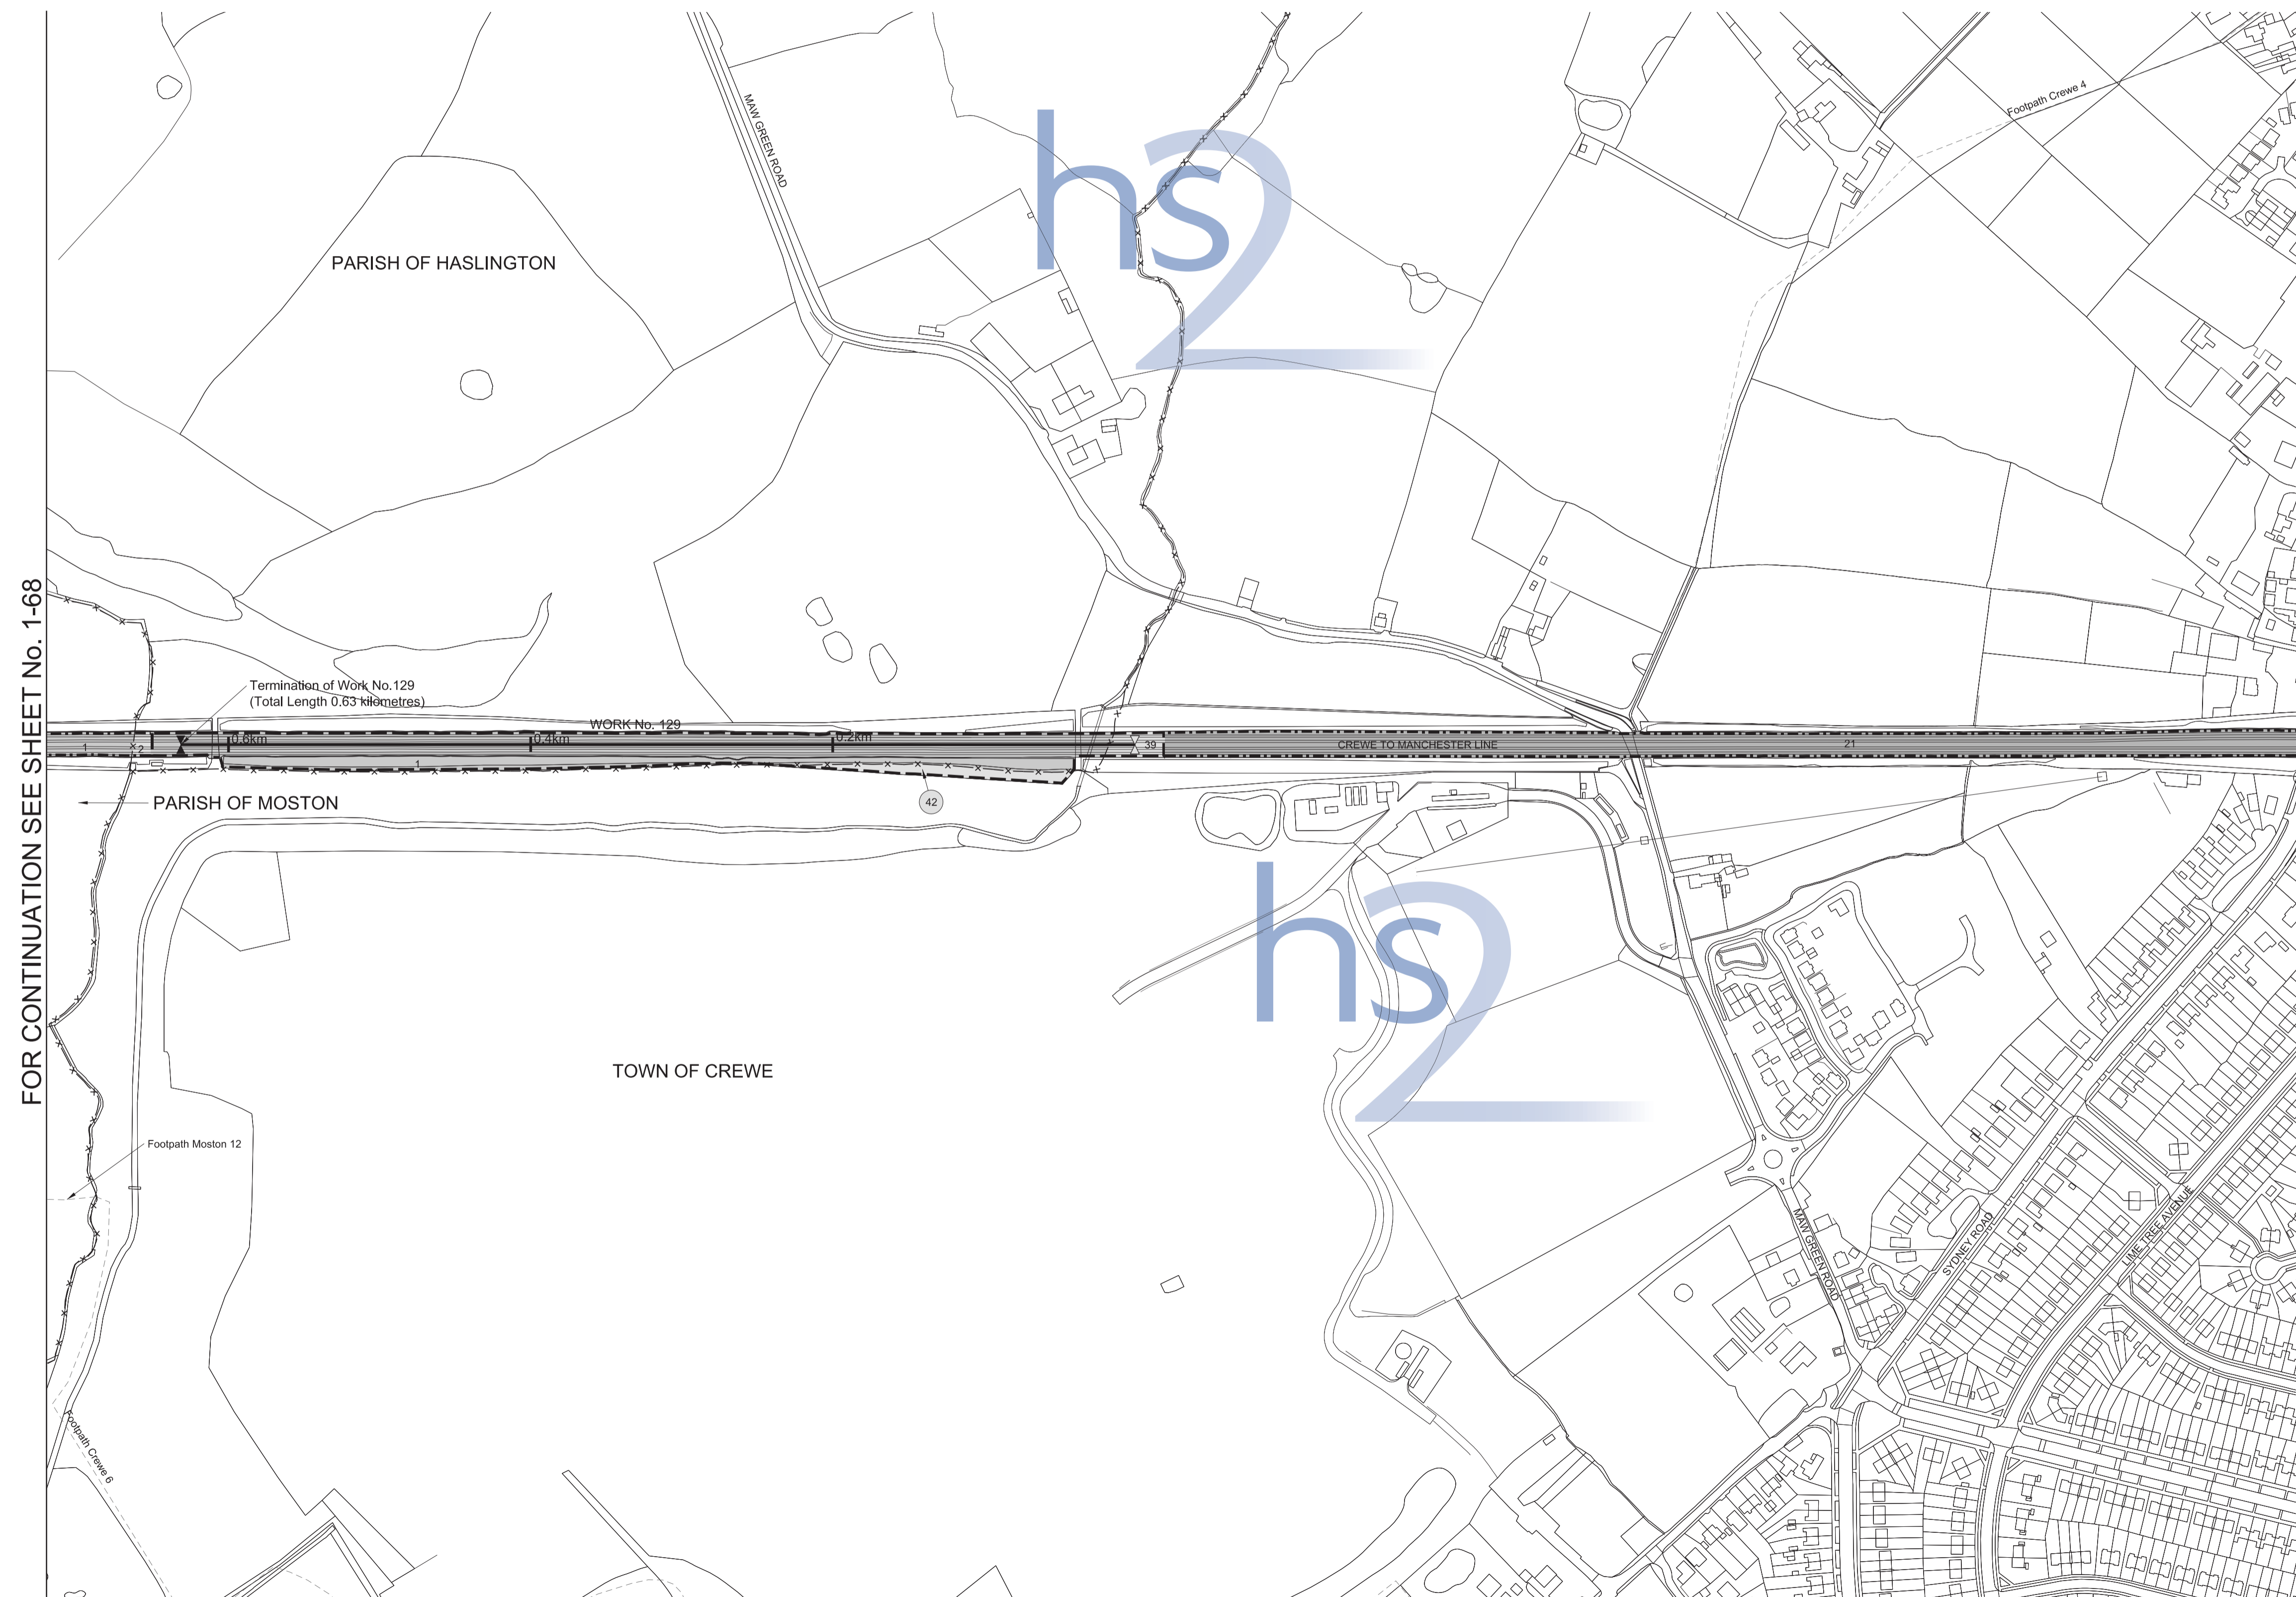 Footpath Crewe 4
MAW GREEN ROAD
hs2
PARISH OF HASLINGTON
FOR CONTINUATION SEE SHEET No. 1-68
Termination of Work No.129
(Total Length 0.63 kilometres)
WORK No. 129
0.6km
0.4km
0.2km
1
2
39
CREWE TO MANCHESTER LINE
21
1
42
PARISH OF MOSTON
hs2
TOWN OF CREWE
Footpath Moston 12
MAW GREEN ROAD
SYDNEY ROAD
LIME TREE AVENUE
Footpath Crewe 6